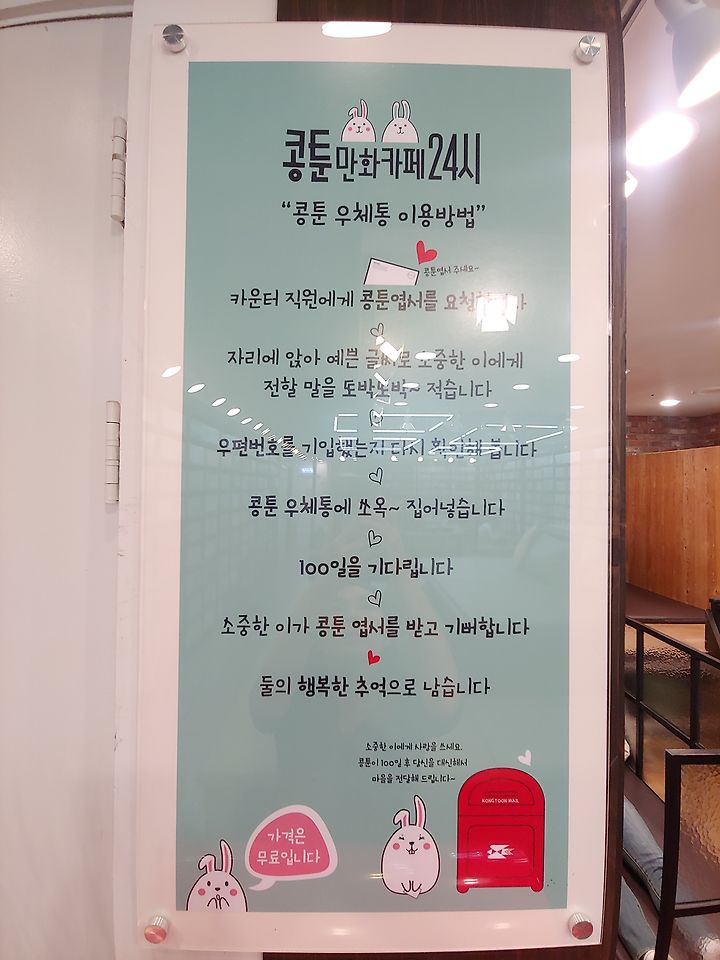 콩툰만화카페24시
“콩툰 우체통 이용방법”
콩툰엽서 주세요~
카운터 직원에게 콩툰엽서를
자리에 앉아 예쁜 글씨로 소중한 이에게
전할 말을 또박또박~ 적습니다
우편번호를 기입했는지 다시 확인해 봅니다
콩툰 우체통에 쏘옥~ 집어넣습니다
100일을 기다립니다
소중한 이가 콩툰 엽서를 받고 기뻐합니다
둘의 행복한 추억으로 남습니다
소중한 이에게 사랑을 쓰세요.
콩툰이 100일 후 당신을 대신해서
마음을 전달해 드립니다~
KONGTOON MAIL
가격은
무료입니다